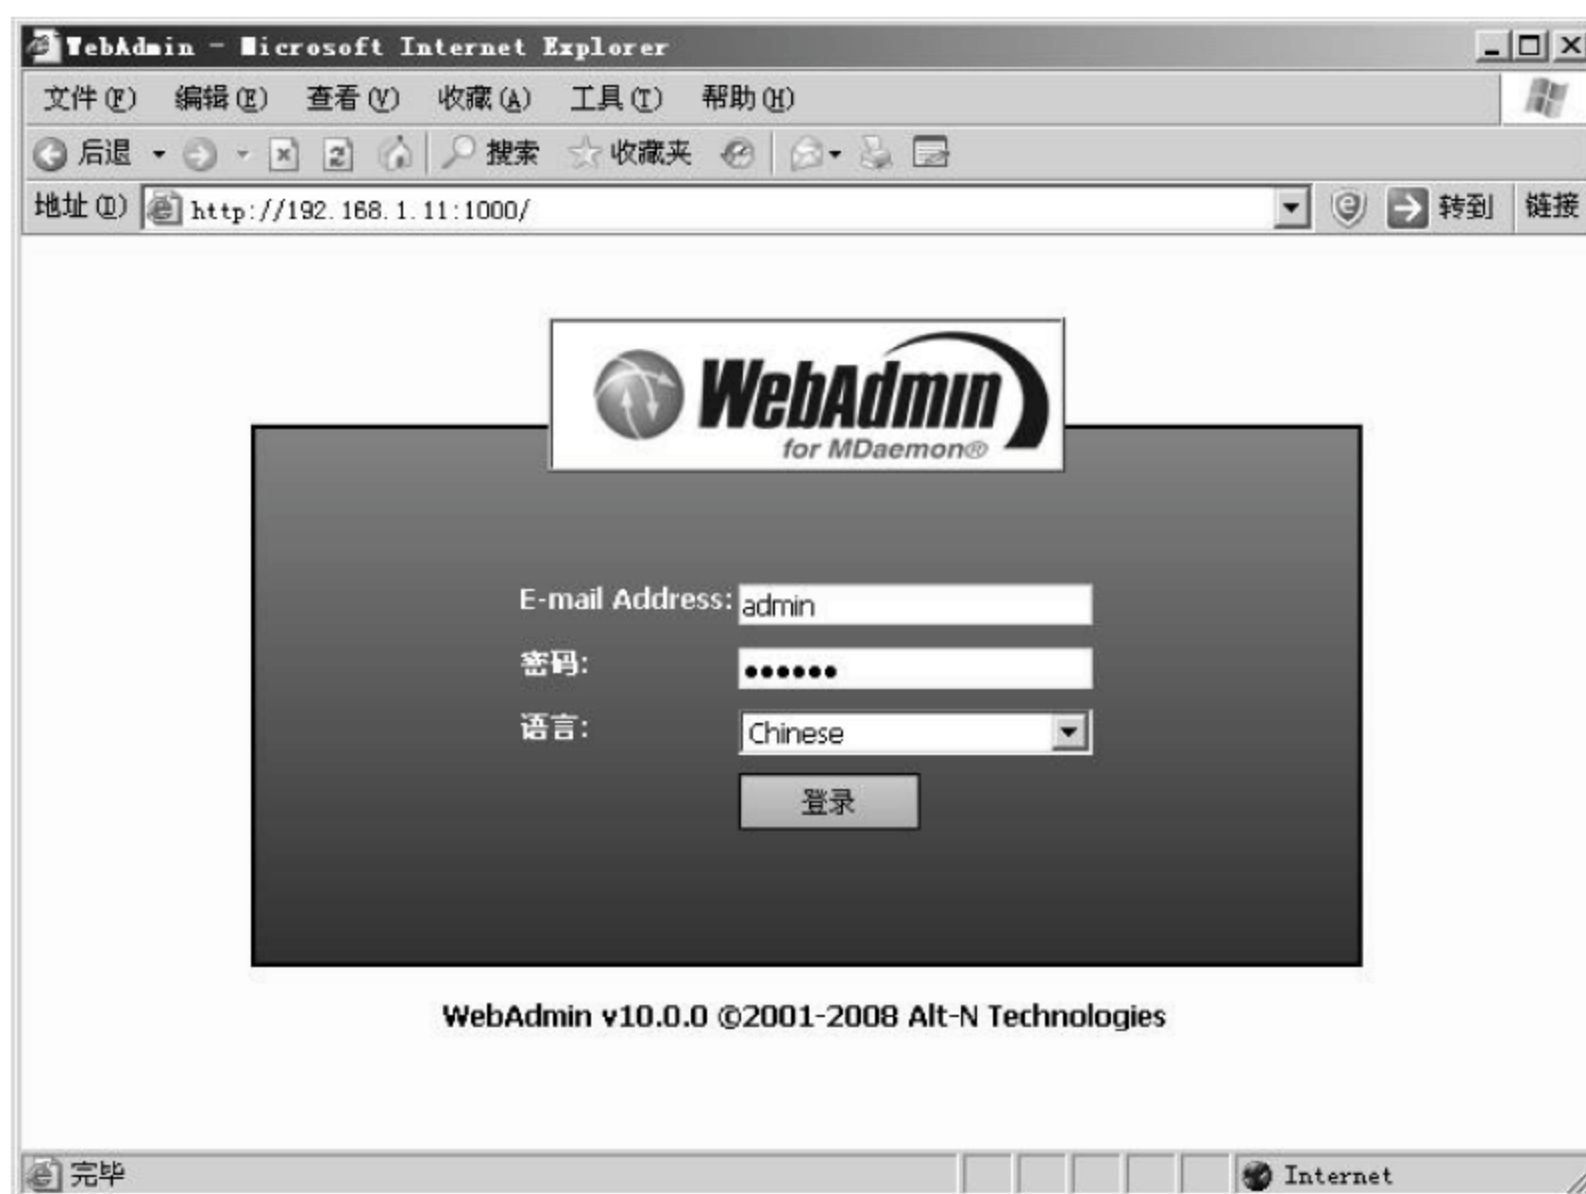 WebAdmin - Microsoft Internet Explorer
文件(F) 编辑(E) 查看(V) 收藏(A) 工具(T) 帮助(H)
后退 搜索 收藏夹
地址(D) http://192.168.1.11:1000/ 转到 链接
WebAdmin
for MDaemon®
E-mail Address: admin
密码: ••••••
语言: Chinese
登录
WebAdmin v10.0.0 ©2001-2008 Alt-N Technologies
完毕 Internet